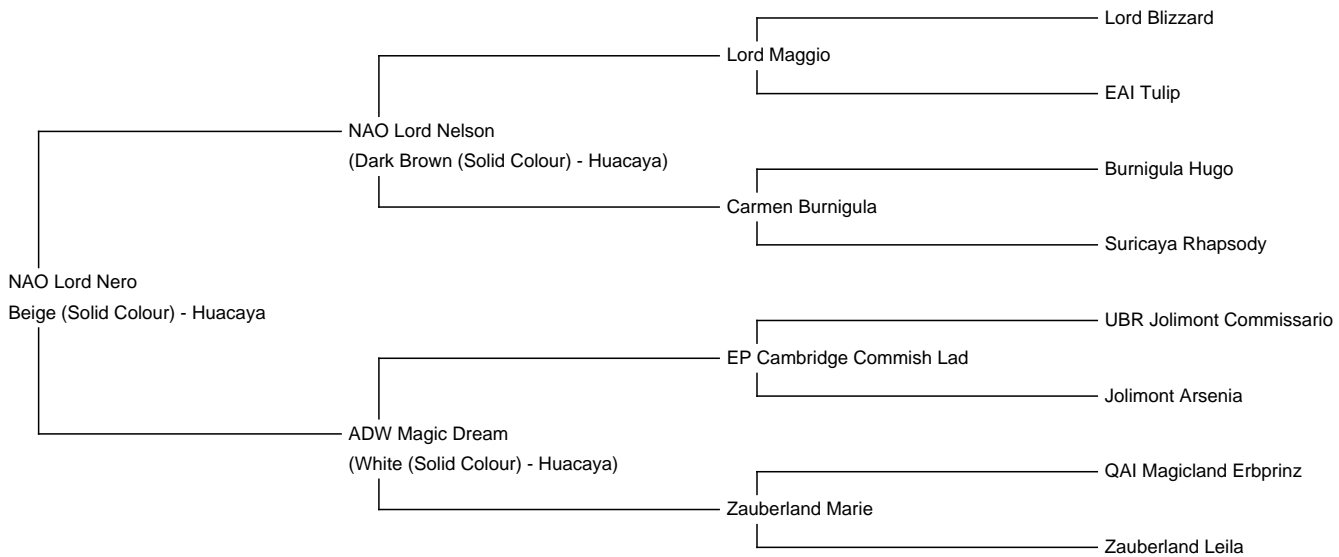 Lord Blizzard
Lord Maggio
EAI Tulip
NAO Lord Nelson
(Dark Brown (Solid Colour) - Huacaya)
Burnigula Hugo
Carmen Burnigula
Suricaya Rhapsody
NAO Lord Nero
Beige (Solid Colour) - Huacaya
UBR Jolimont Commissario
EP Cambridge Commish Lad
Jolimont Arsenia
ADW Magic Dream
(White (Solid Colour) - Huacaya)
QAI Magicland Erbprinz
Zauberland Marie
Zauberland Leila